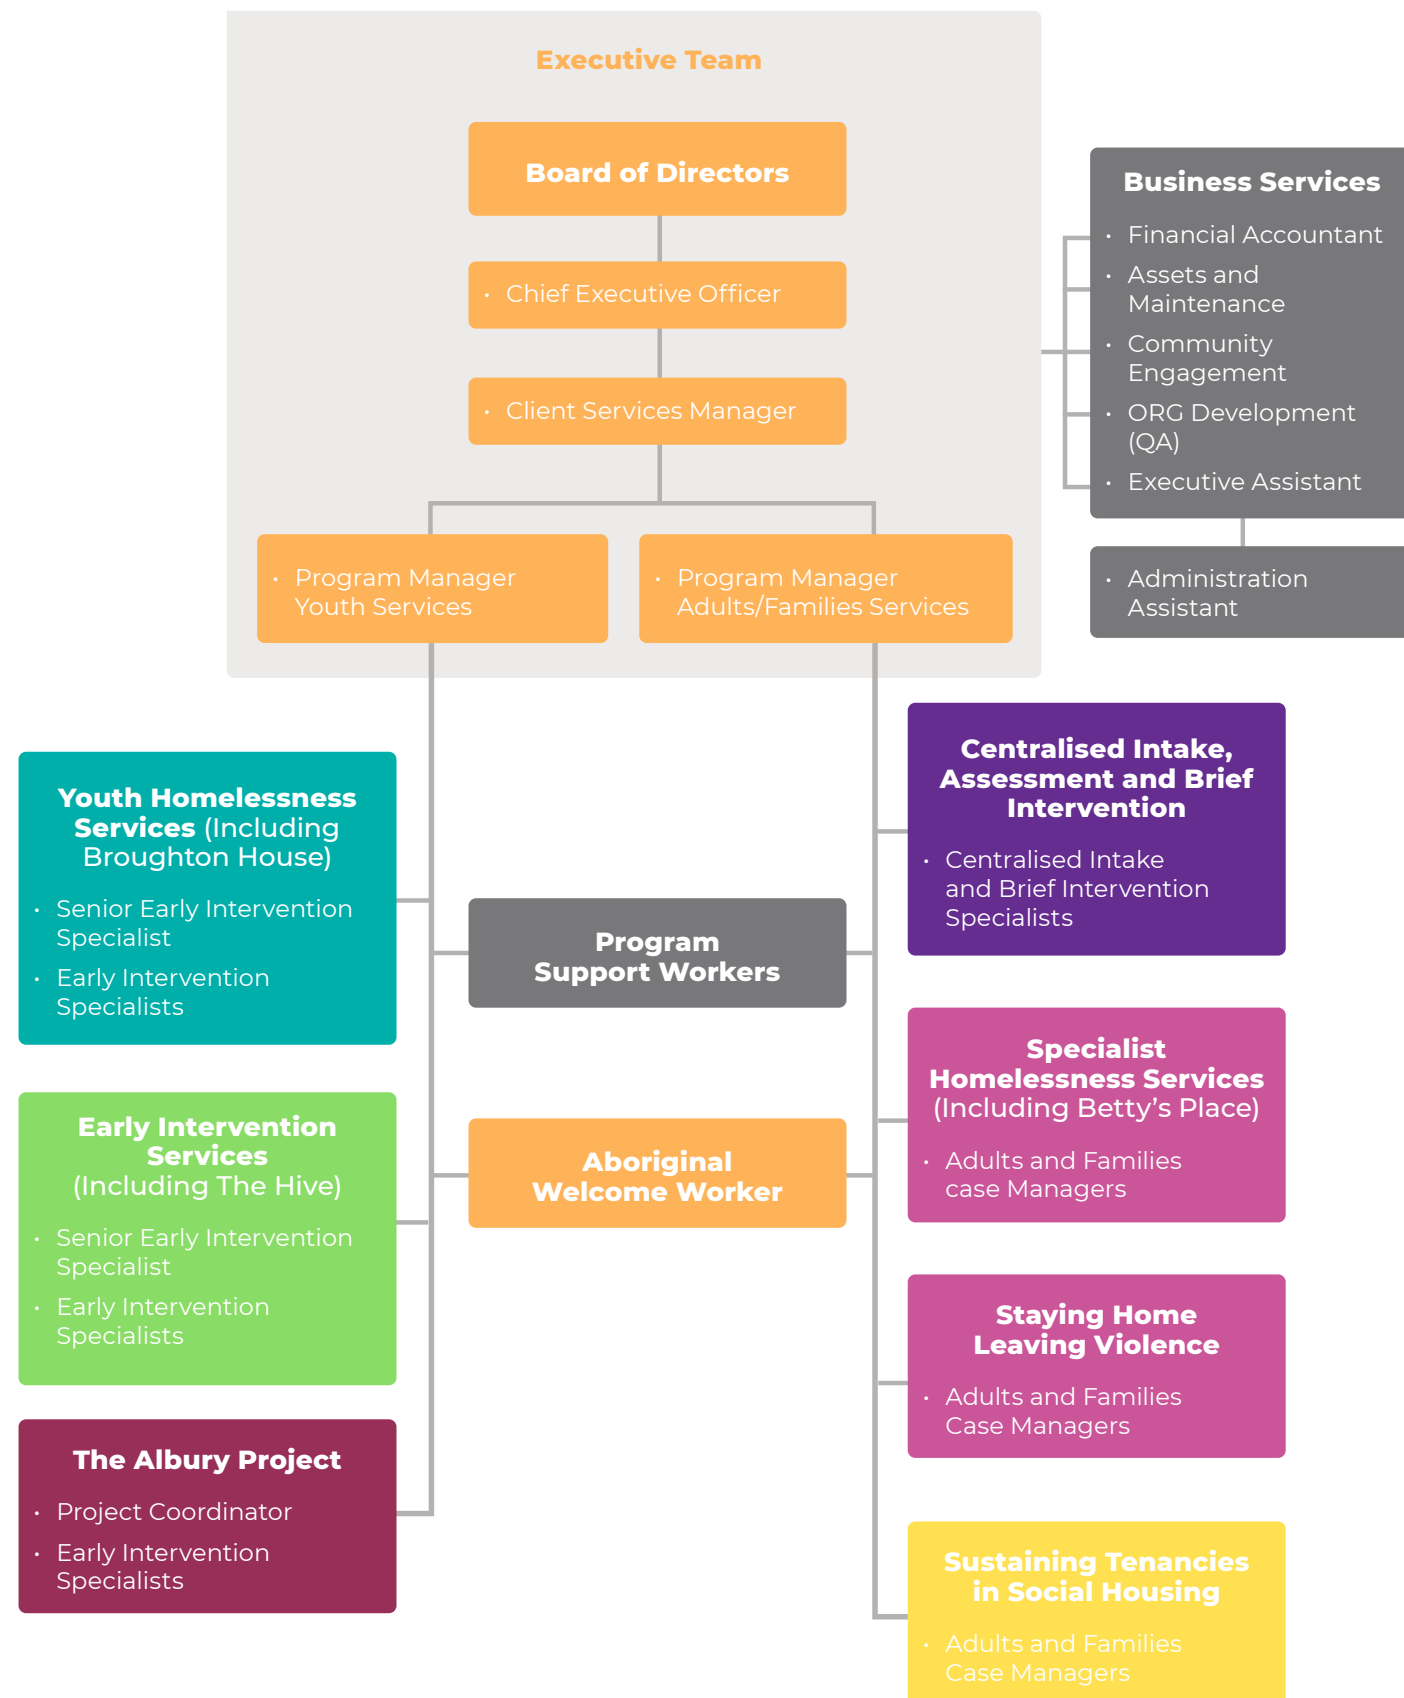 Executive Team
Board of Directors
• Chief Executive Officer
• Client Services Manager
• Program Manager
Youth Services
• Program Manager
Adults/Families Services
Business Services
• Financial Accountant
• Assets and
Maintenance
• Community
Engagement
• ORG Development
(QA)
• Executive Assistant
• Administration
Assistant
Youth Homelessness
Services (Including
Broughton House)
• Senior Early Intervention
Specialist
• Early Intervention
Specialists
Early Intervention
Services
(Including The Hive)
• Senior Early Intervention
Specialist
• Early Intervention
Specialists
The Albury Project
• Project Coordinator
• Early Intervention
Specialists
Program
Support Workers
Aboriginal
Welcome Worker
Centralised Intake,
Assessment and Brief
Intervention
• Centralised Intake
and Brief Intervention
Specialists
Specialist
Homelessness Services
(Including Betty’s Place)
• Adults and Families
case Managers
Staying Home
Leaving Violence
• Adults and Families
Case Managers
Sustaining Tenancies
in Social Housing
• Adults and Families
Case Managers